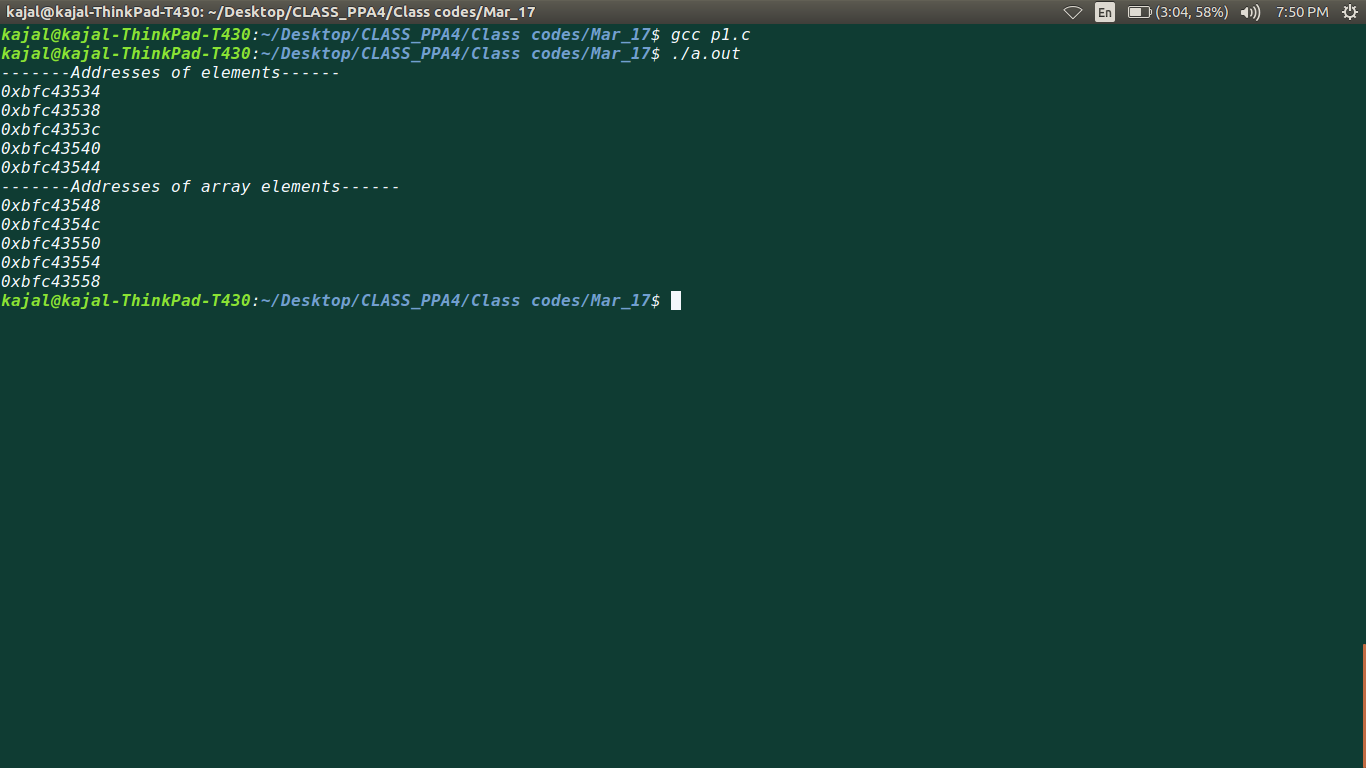 kajal@kajal-ThinkPad-T430: ~/Desktop/CLASS_PPA4/Class codes/Mar_17 En (3:04, 58%) 7:50 PM
kajal@kajal-ThinkPad-T430:~/Desktop/CLASS_PPA4/Class codes/Mar_17$ gcc p1.c
kajal@kajal-ThinkPad-T430:~/Desktop/CLASS_PPA4/Class codes/Mar_17$ ./a.out
-------Addresses of elements------
0xbfc43534
0xbfc43538
0xbfc4353c
0xbfc43540
0xbfc43544
-------Addresses of array elements------
0xbfc43548
0xbfc4354c
0xbfc43550
0xbfc43554
0xbfc43558
kajal@kajal-ThinkPad-T430:~/Desktop/CLASS_PPA4/Class codes/Mar_17$